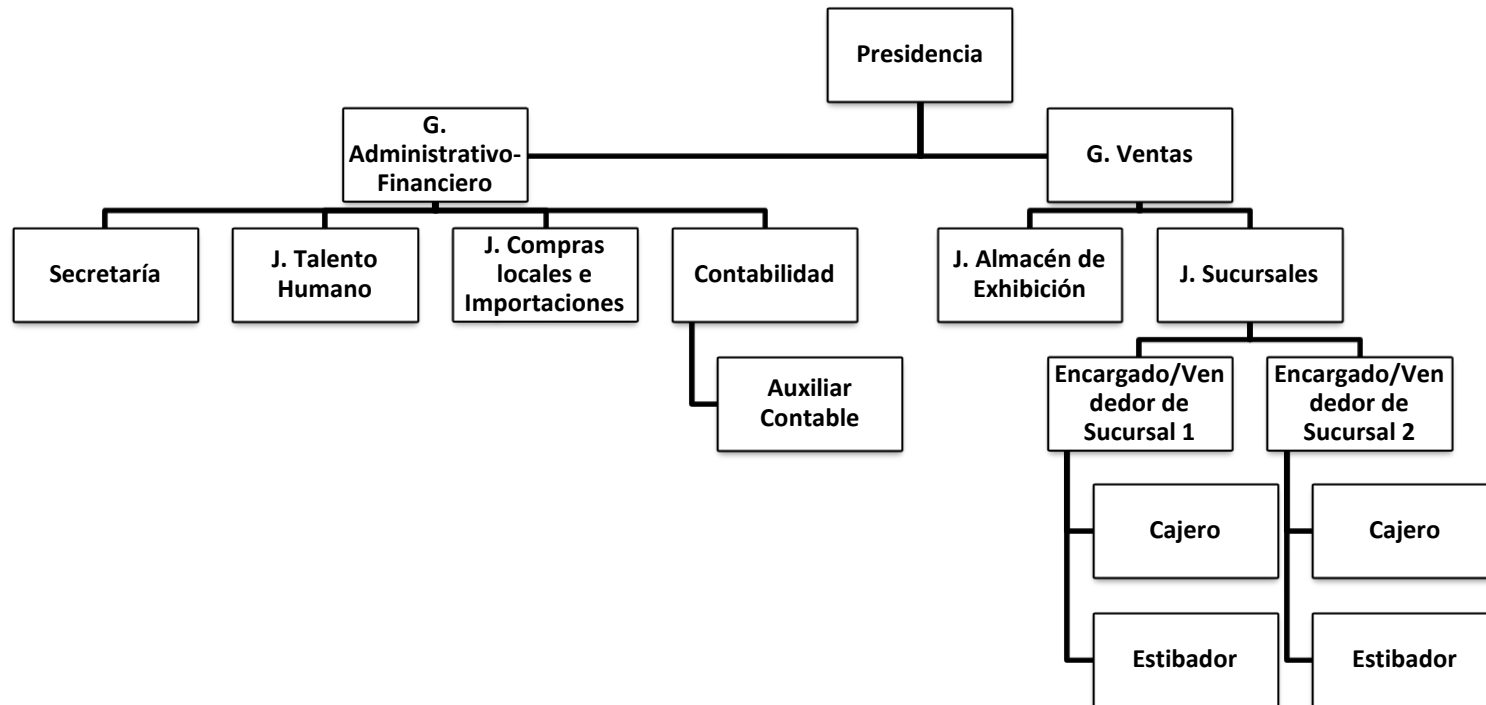 Presidencia
G.
Administrativo-
Financiero
G. Ventas
Secretaría
J. Talento
Humano
J. Compras
locales e
Importaciones
Contabilidad
J. Almacén de
Exhibición
J. Sucursales
Auxiliar
Contable
Encargado/Ven
dedor de
Sucursal 1
Encargado/Ven
dedor de
Sucursal 2
Cajero
Cajero
Estibador
Estibador